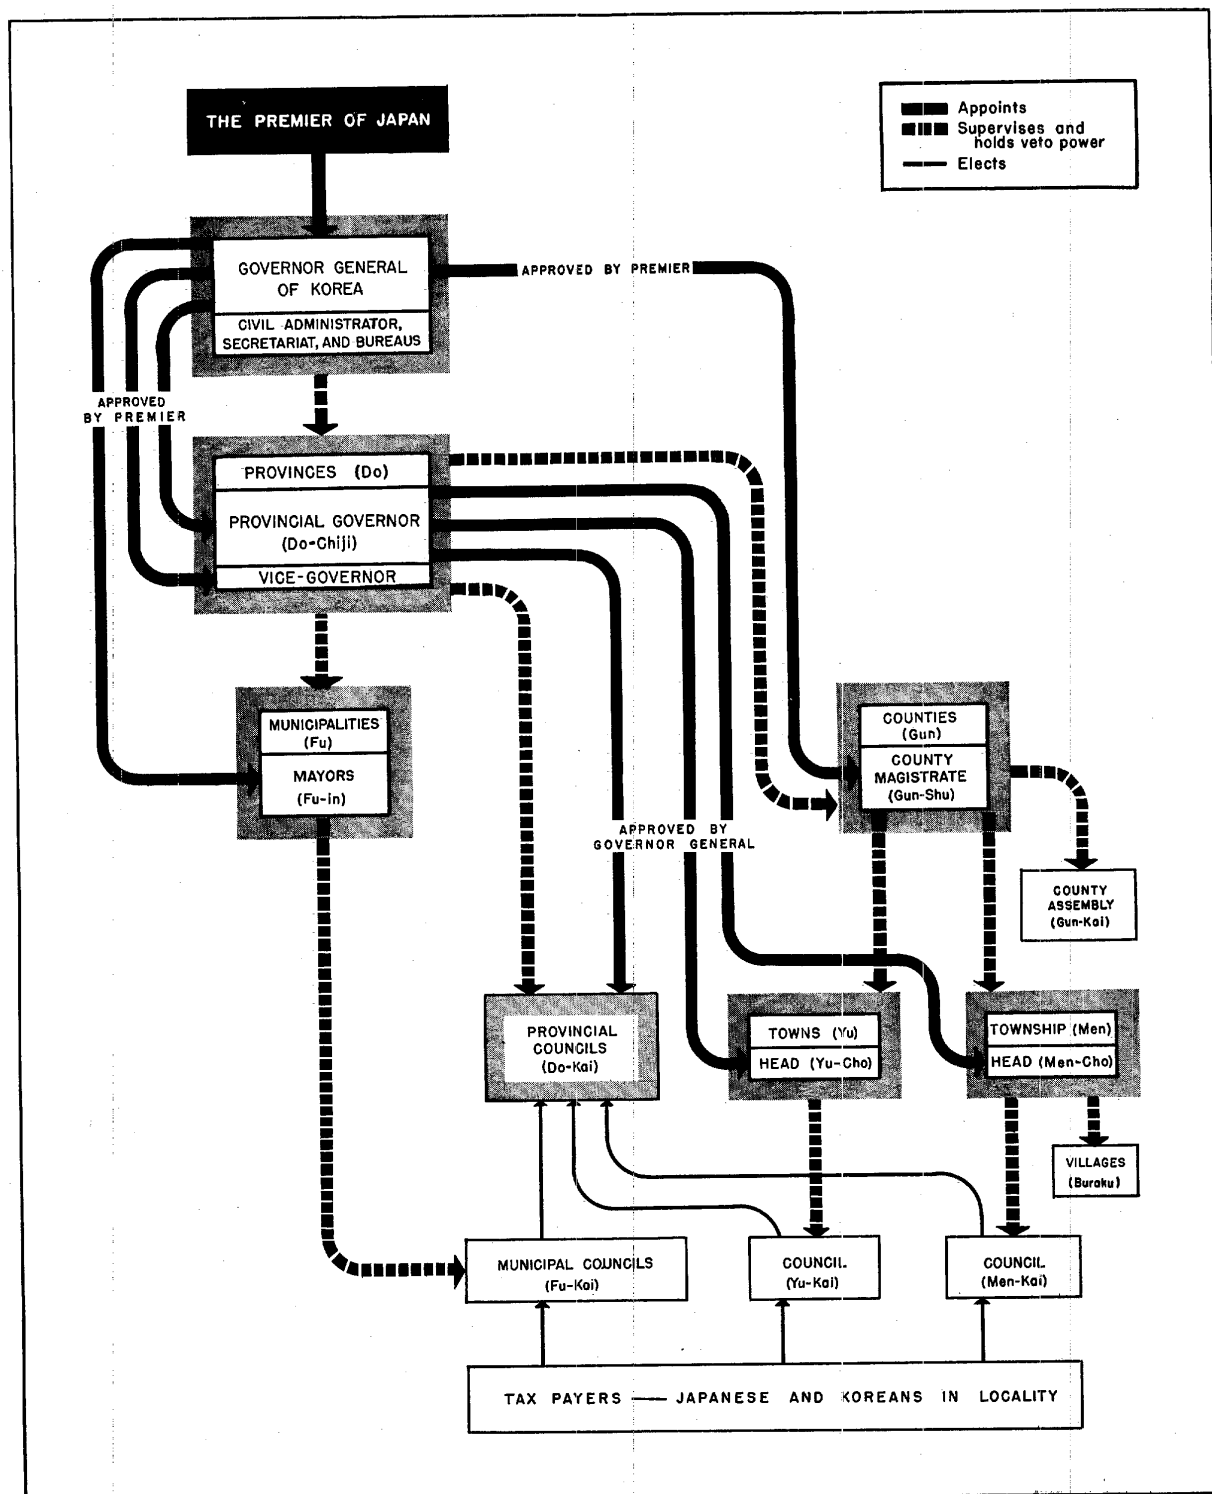 THE PREMIER OF JAPAN
Appoints
Supervises and
holds veto power
Elects
GOVERNOR GENERAL
OF KOREA
CIVIL ADMINISTRATOR,
SECRETARIAT, AND BUREAUS
APPROVED BY PREMIER
APPROVED
BY PREMIER
PROVINCES (Do)
PROVINCIAL GOVERNOR
(Do-Chiji)
VICE-GOVERNOR
MUNICIPALITIES
(Fu)
MAYORS
(Fu-in)
COUNTIES
(Gun)
COUNTY
MAGISTRATE
(Gun-Shu)
APPROVED BY
GOVERNOR GENERAL
COUNTY
ASSEMBLY
(Gun-Kai)
PROVINCIAL
COUNCILS
(Do-Kai)
TOWNS (Yu)
HEAD (Yu-Cho)
TOWNSHIP (Men)
HEAD (Men-Cho)
VILLAGES
(Buraku)
MUNICIPAL COUNCILS
(Fu-Kai)
COUNCIL
(Yu-Kai)
COUNCIL
(Men-Kai)
TAX PAYERS — JAPANESE AND KOREANS IN LOCALITY